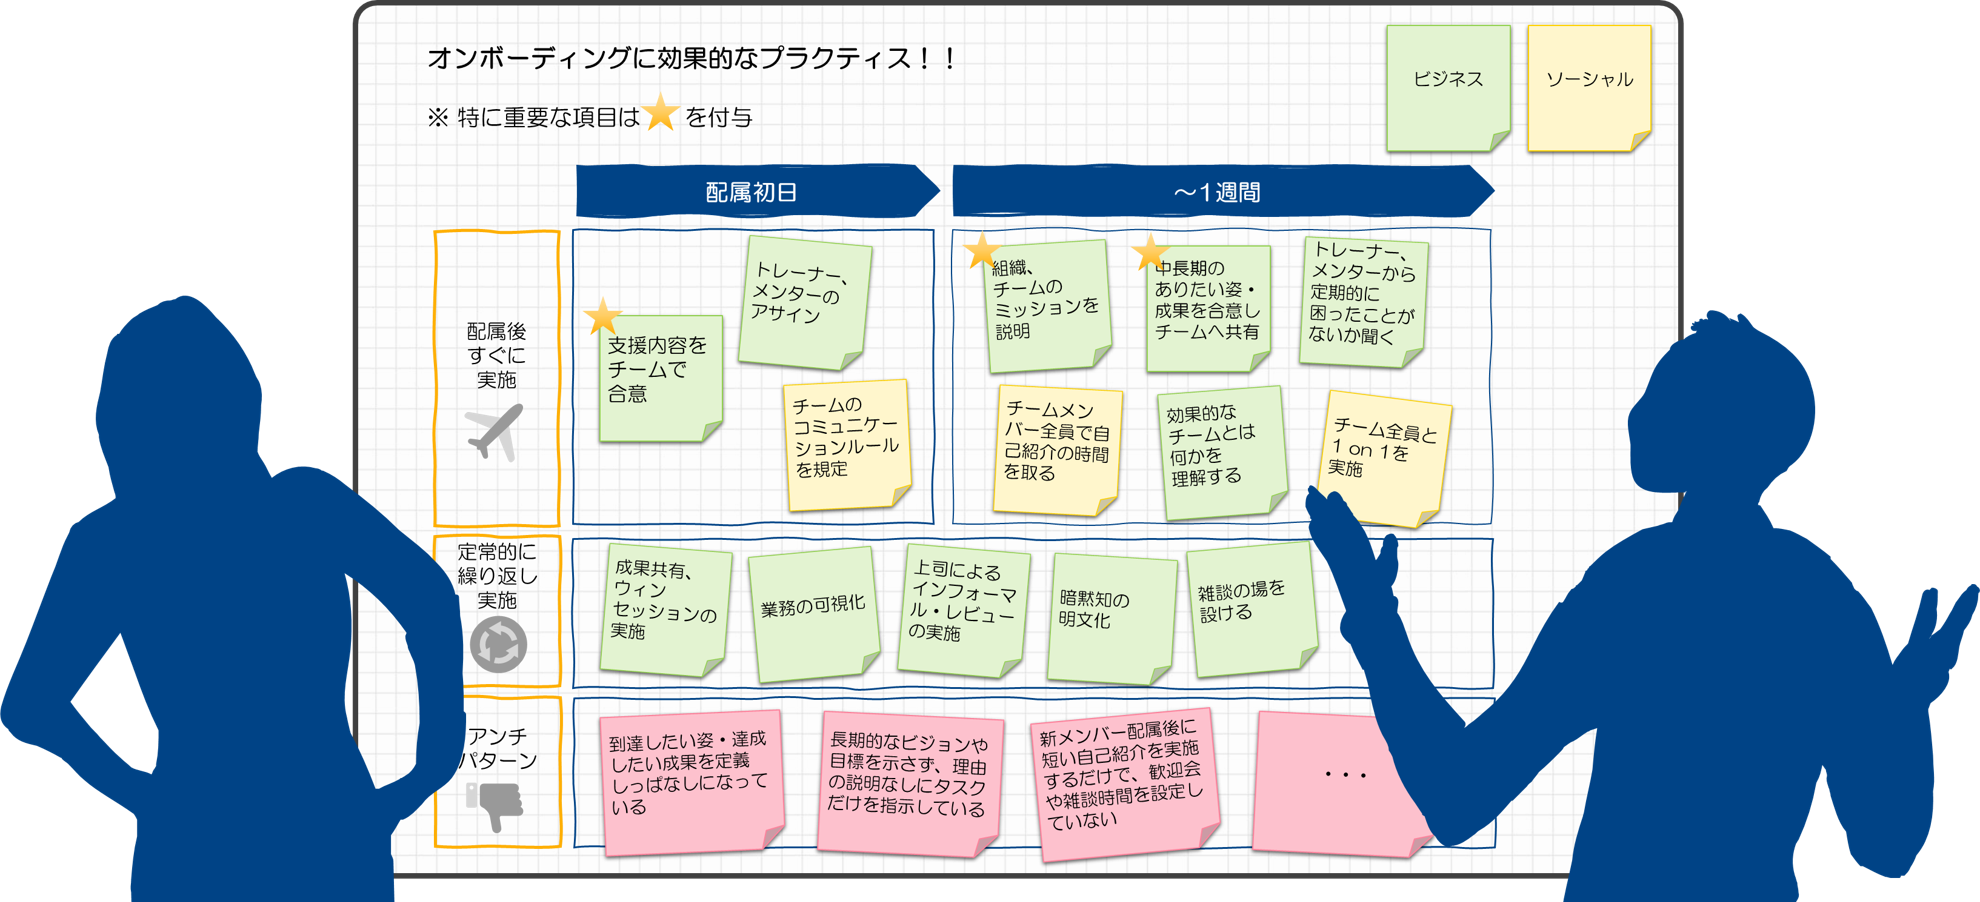 オンボーディングに効果的なプラクティス！！
※ 特に重要な項目は
を付与
ビジネス
ソーシャル
配属初日
～1週間
配属後
すぐに
実施
支援内容を
チームで
合意
トレーナー、
メンターの
アサイン
チームの
コミュニケー
ションルール
を規定
組織、
チームの
ミッションを
説明
中長期の
ありたい姿・
成果を合意し
チームへ共有
トレーナー、
メンターから
定期的に
困ったことが
ないか聞く
チームメン
バー全員で自
己紹介の時間
を取る
効果的な
チームとは
何かを
理解する
チーム全員と
1 on 1を
実施
定常的に
繰り返し
実施
成果共有、
ウィン
セッションの
実施
業務の可視化
上司による
インフォーマ
ル・レビュー
の実施
暗黙知の
明文化
雑談の場を
設ける
アンチ
パターン
到達したい姿・達成
したい成果を定義
しっぱなしになって
いる
長期的なビジョンや
目標を示さず、理由
の説明なしにタスク
だけを指示している
新メンバー配属後に
短い自己紹介を実施
するだけで、歓迎会
や雑談時間を設定し
ていない
・・・